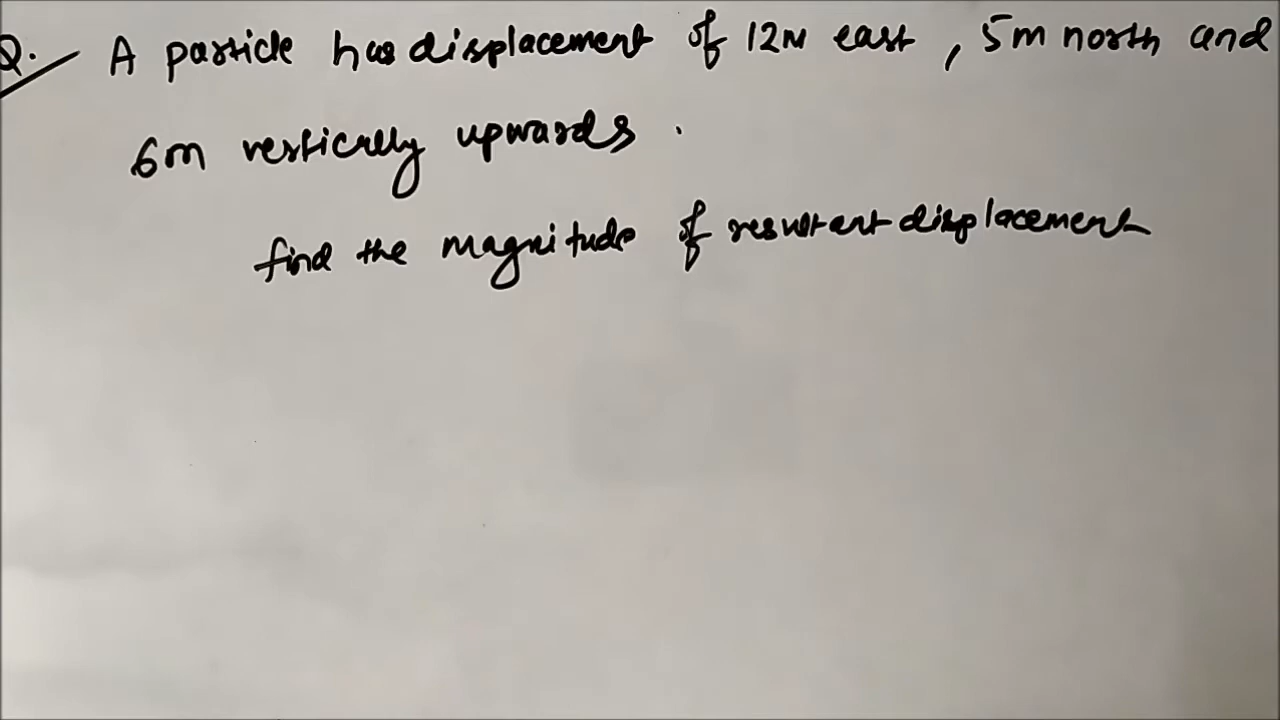 Q. A particle has displacement of 12m east, 5m north and
6m vertically upwards.
find the magnitude of resultant displacement